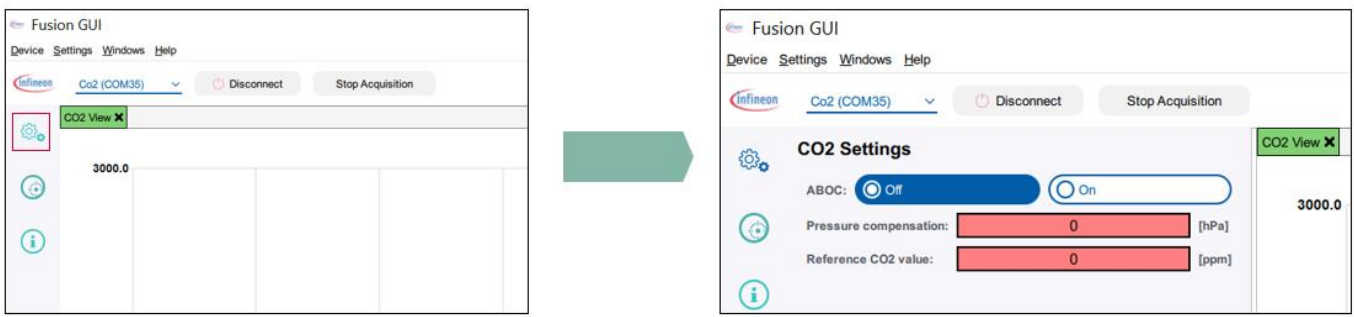 Fusion GUI
Device Settings Windows Help
Infineon Co2 (COM35) Disconnect Stop Acquisition
CO2 View ✖
3000.0
i
Fusion GUI
Device Settings Windows Help
Infineon Co2 (COM35) Disconnect Stop Acquisition
CO2 Settings
CO2 View ✖
ABOC: Off On
3000.0
Pressure compensation: 0 [hPa]
Reference CO2 value: 0 [ppm]
i